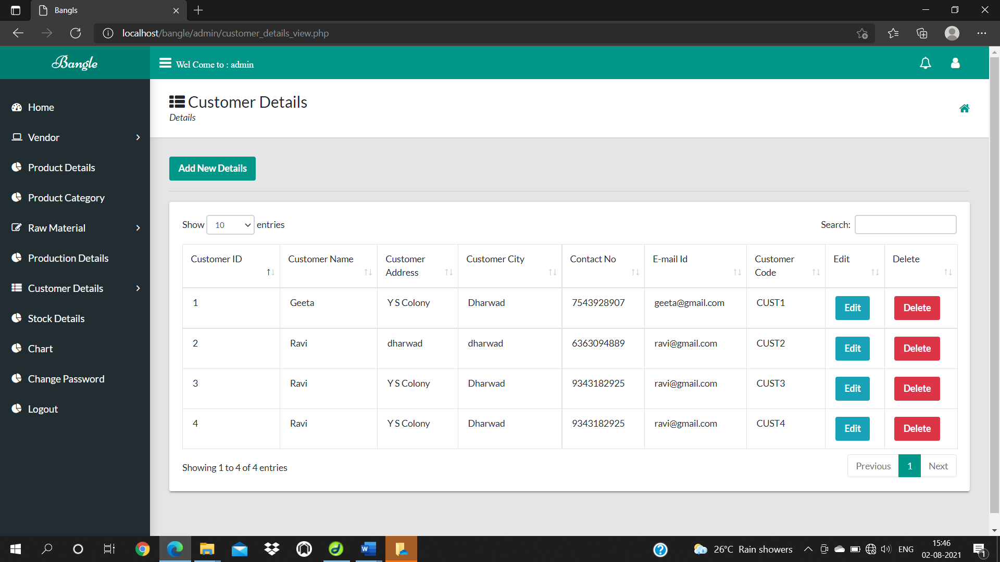 Bangls
localhost/bangle/admin/customer_details_view.php
Bangle
Wel Come to : admin
Home
Vendor
Product Details
Product Category
Raw Material
Production Details
Customer Details
Stock Details
Chart
Change Password
Logout
Customer Details
Details
Add New Details
Show 10 entries
Search:
Customer ID Customer Name Customer Address Customer City Contact No E-mail Id Customer Code Edit Delete
1 Geeta Y S Colony Dharwad 7543928907 geeta@gmail.com CUST1 Edit Delete
2 Ravi dharwad dharwad 6363094889 ravi@gmail.com CUST2 Edit Delete
3 Ravi Y S Colony Dharwad 9343182925 ravi@gmail.com CUST3 Edit Delete
4 Ravi Y S Colony Dharwad 9343182925 ravi@gmail.com CUST4 Edit Delete
Showing 1 to 4 of 4 entries
Previous 1 Next
26°C Rain showers
ENG
15:46
02-08-2021
1